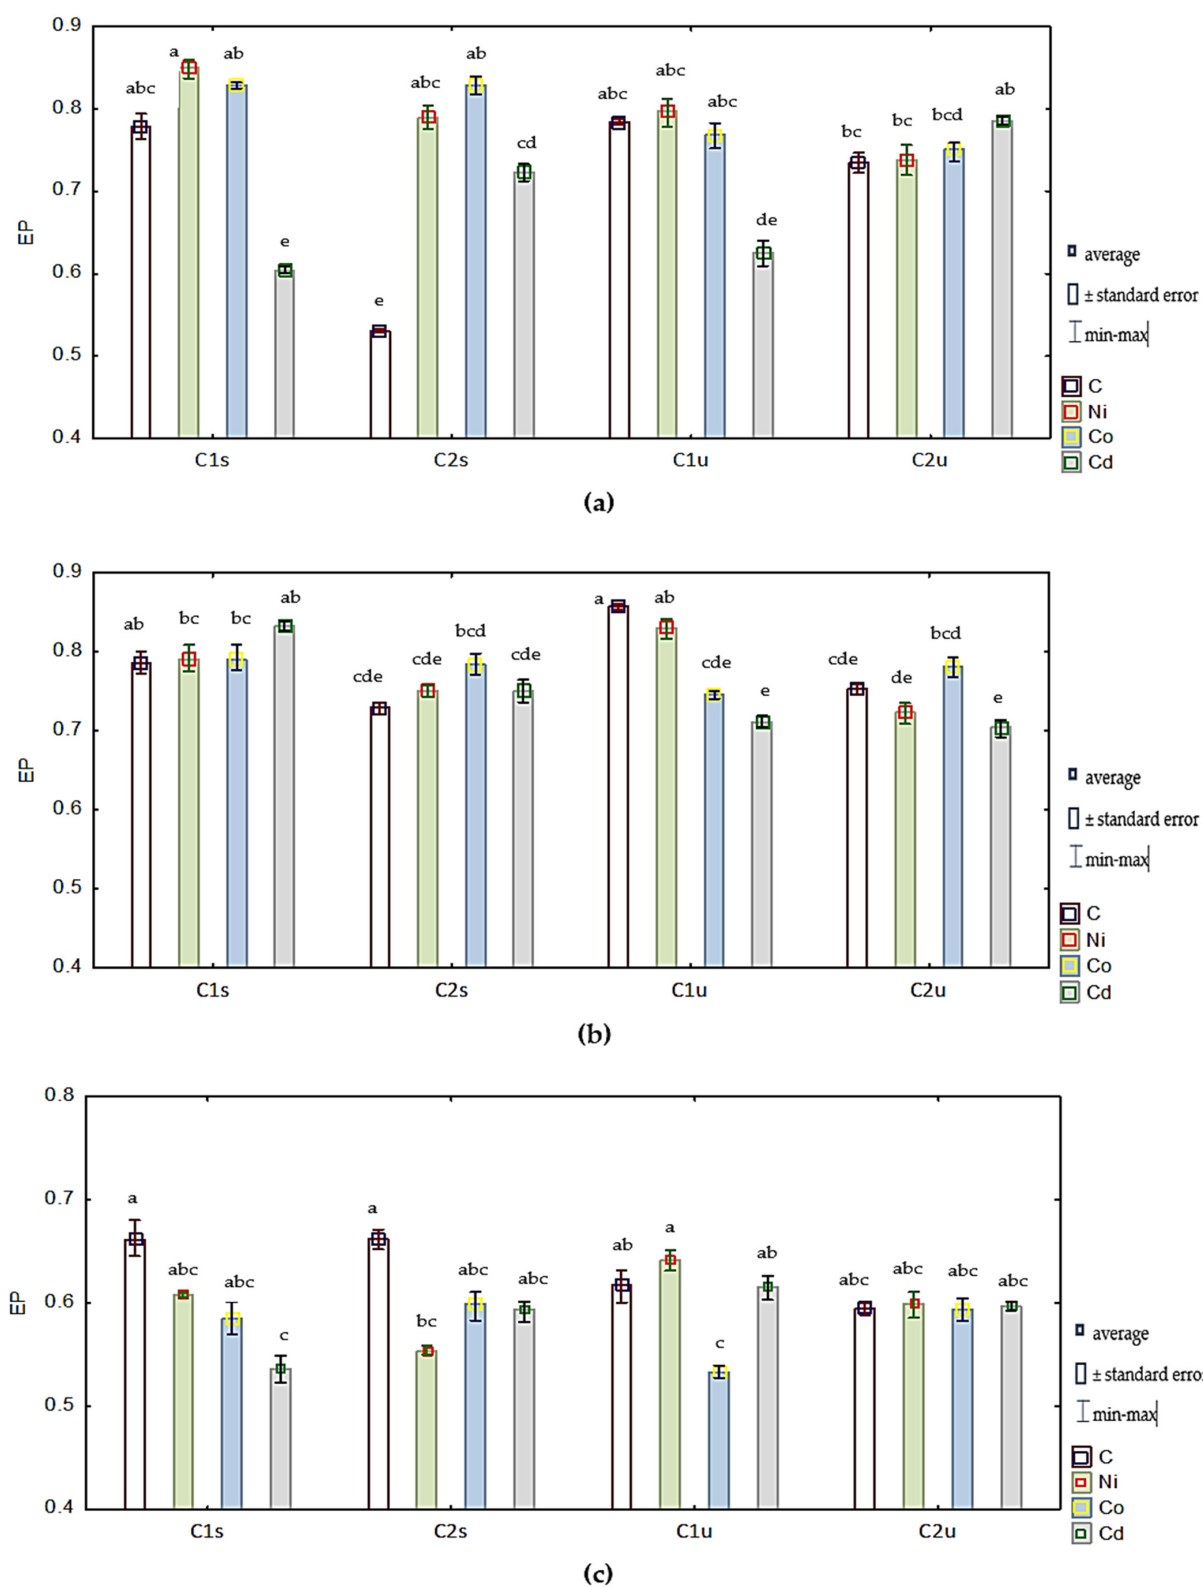 0.9
0.8
0.7
0.6
0.5
0.4
EP
abc a ab e
e abc ab cd
abc abc abc de
bc bc bcd ab
C1s C2s C1u C2u
average
± standard error
min-max
C
Ni
Co
Cd
(a)
0.9
0.8
0.7
0.6
0.5
0.4
EP
ab bc bc ab
cde cde bcd cde
a ab cde e
cde de bcd e
C1s C2s C1u C2u
average
± standard error
min-max
C
Ni
Co
Cd
(b)
0.8
0.7
0.6
0.5
0.4
EP
a abc abc c
a bc abc abc
ab a c ab
abc abc abc abc
C1s C2s C1u C2u
average
± standard erro
min-max
C
Ni
Co
Cd
(c)